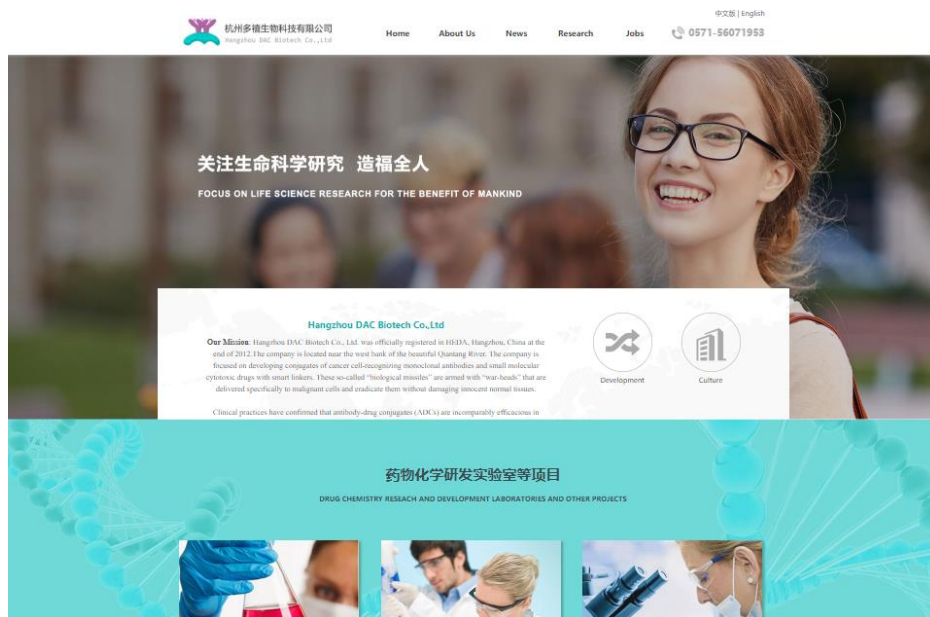 中文版 | English
杭州多禧生物科技有限公司
Hangzhou DAC Biotech Co.,Ltd
Home About Us News Research Jobs 0571-56071953
关注生命科学研究 造福全人
FOCUS ON LIFE SCIENCE RESEARCH FOR THE BENEFIT OF MANKIND
Hangzhou DAC Biotech Co.,Ltd
Our Mission: Hangzhou DAC Biotech Co., Ltd. was officially registered in HEDA, Hangzhou, China at the
end of 2012.The company is located near the west bank of the beautiful Qiantang River. The company is
focused on developing conjugates of cancer cell-recognizing monoclonal antibodies and small molecular
cytotoxic drugs with smart linkers. These so-called "biological missiles" are armed with "war-heads" that are
delivered specifically to malignant cells and eradicate them without damaging innocent normal tissues.
Clinical practices have confirmed that antibody-drug conjugates (ADCs) are incomparably efficacious in
Development
Culture
药物化学研发实验室等项目
DRUG CHEMISTRY RESEACH AND DEVELOPMENT LABORATORIES AND OTHER PROJECTS